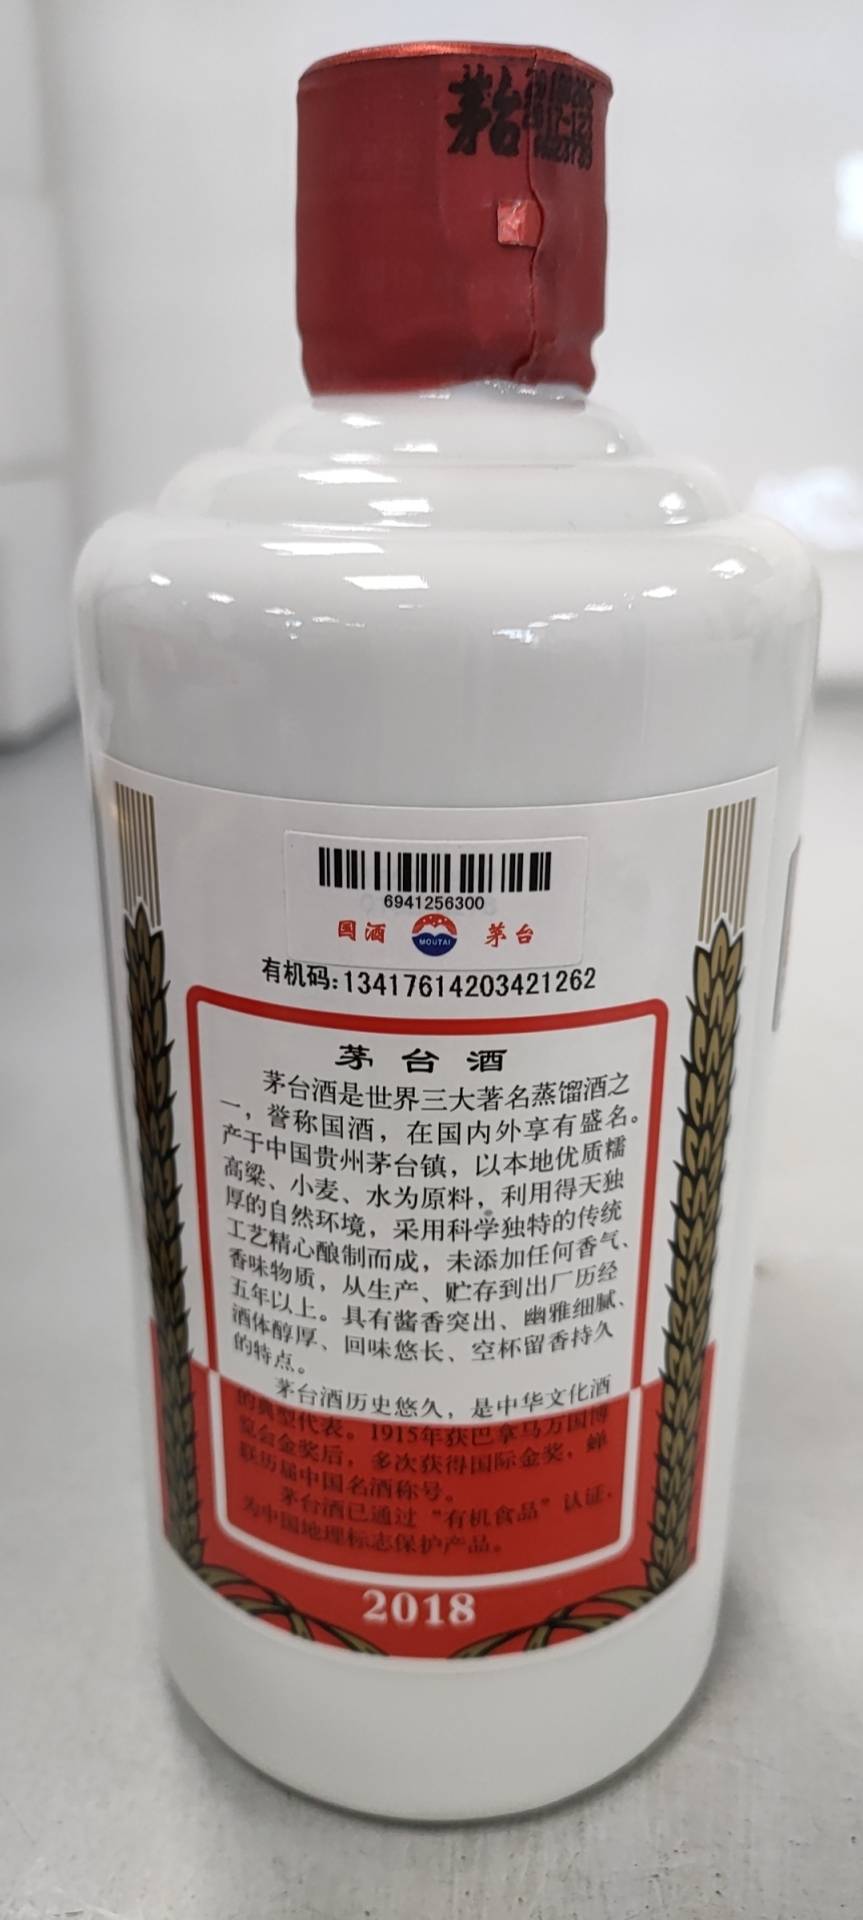 茅台
6941256300
国酒 MOUTAI 茅台
有机码:13417614203421262
茅台酒
茅台酒是世界三大著名蒸馏酒之
一，誉称国酒，在国内外享有盛名。
产于中国贵州茅台镇，以本地优质糯
高粱、小麦、水为原料，利用得天独
厚的自然环境，采用科学独特的传统
工艺精心酿制而成，未添加任何香气、
香味物质，从生产、贮存到出厂历经
五年以上。具有酱香突出、幽雅细腻、
酒体醇厚、回味悠长、空杯留香持久
的特点。
茅台酒历史悠久，是中华文化酒
的典型代表。1915年获巴拿马万国博
览会金奖后，多次获得国际金奖，蝉
联历届中国名酒称号。
茅台酒已通过“有机食品”认证，
为中国地理标志保护产品。
2018